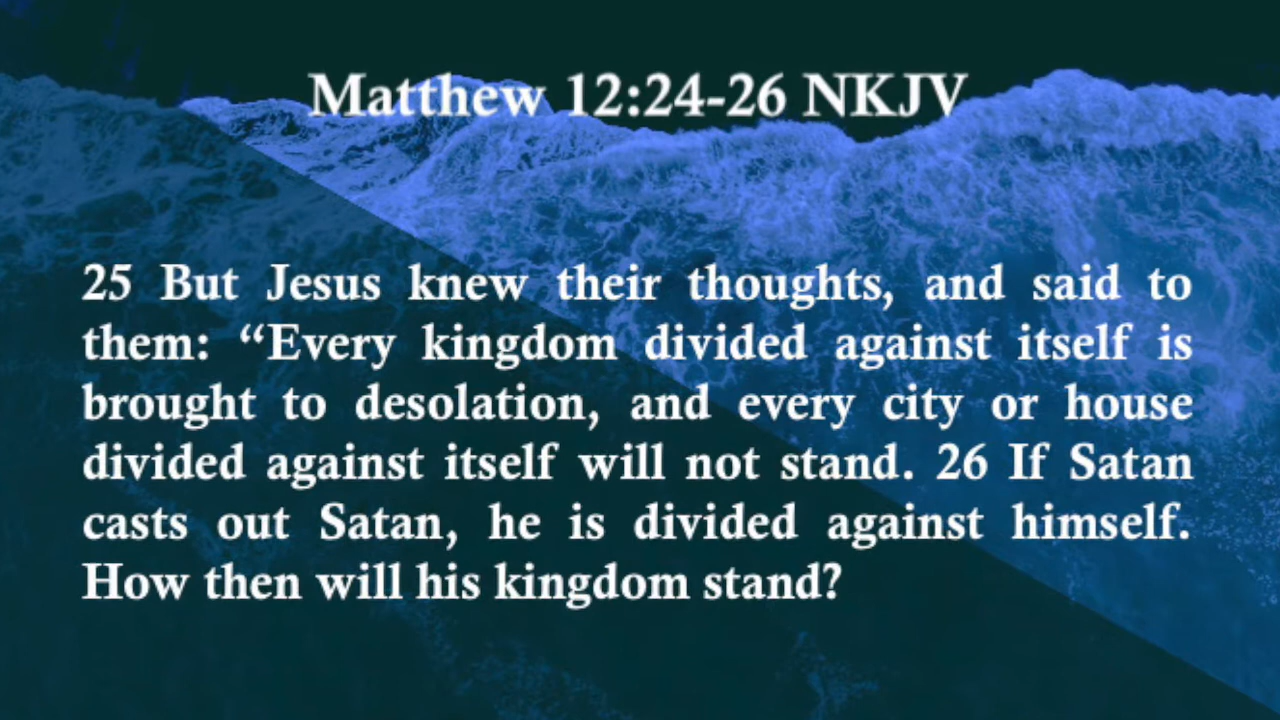 Matthew 12:24-26 NKJV
25 But Jesus knew their thoughts, and said to
them: “Every kingdom divided against itself is
brought to desolation, and every city or house
divided against itself will not stand. 26 If Satan
casts out Satan, he is divided against himself.
How then will his kingdom stand?